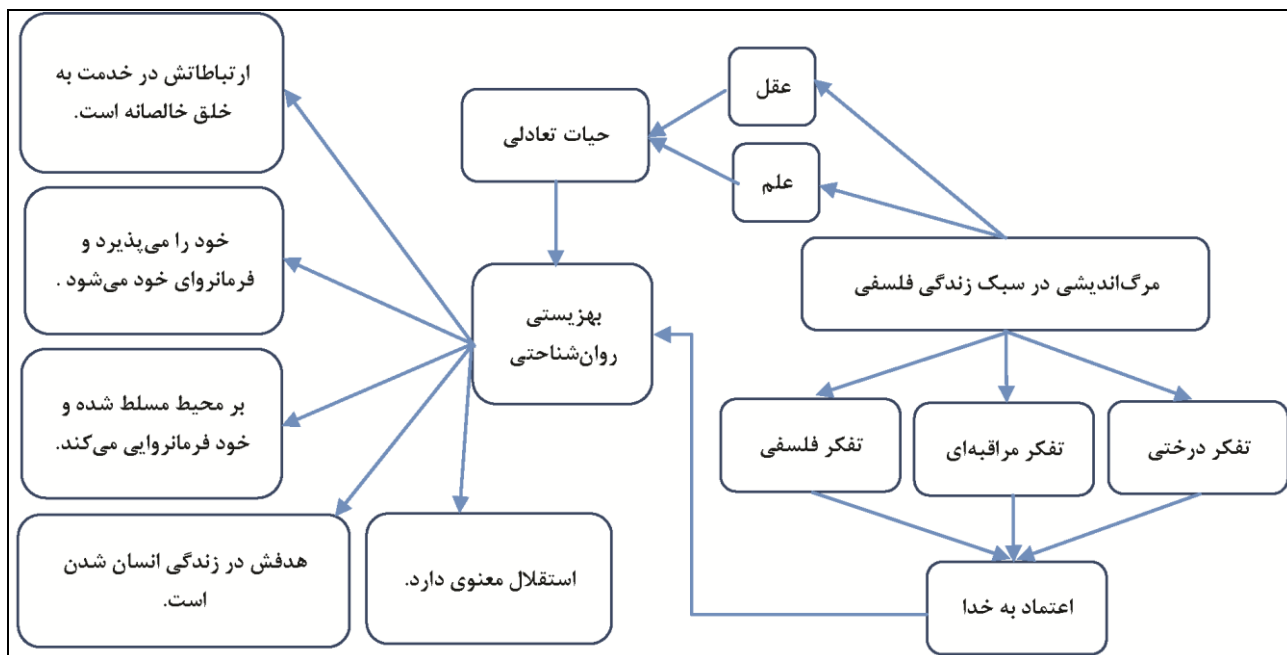 عقل
علم
حیات تعادلی
مرگ‌اندیشی در سبک زندگی فلسفی
تفکر درختی
تفکر مراقبه‌ای
تفکر فلسفی
اعتماد به خدا
بهزیستی
روان‌شناختی
ارتباطاتش در خدمت به
خلق خالصانه است.
خود را می‌پذیرد و
فرمانروای خود می‌شود .
بر محیط مسلط شده و
خود فرمانروایی می‌کند.
هدفش در زندگی انسان شدن
است.
استقلال معنوی دارد.